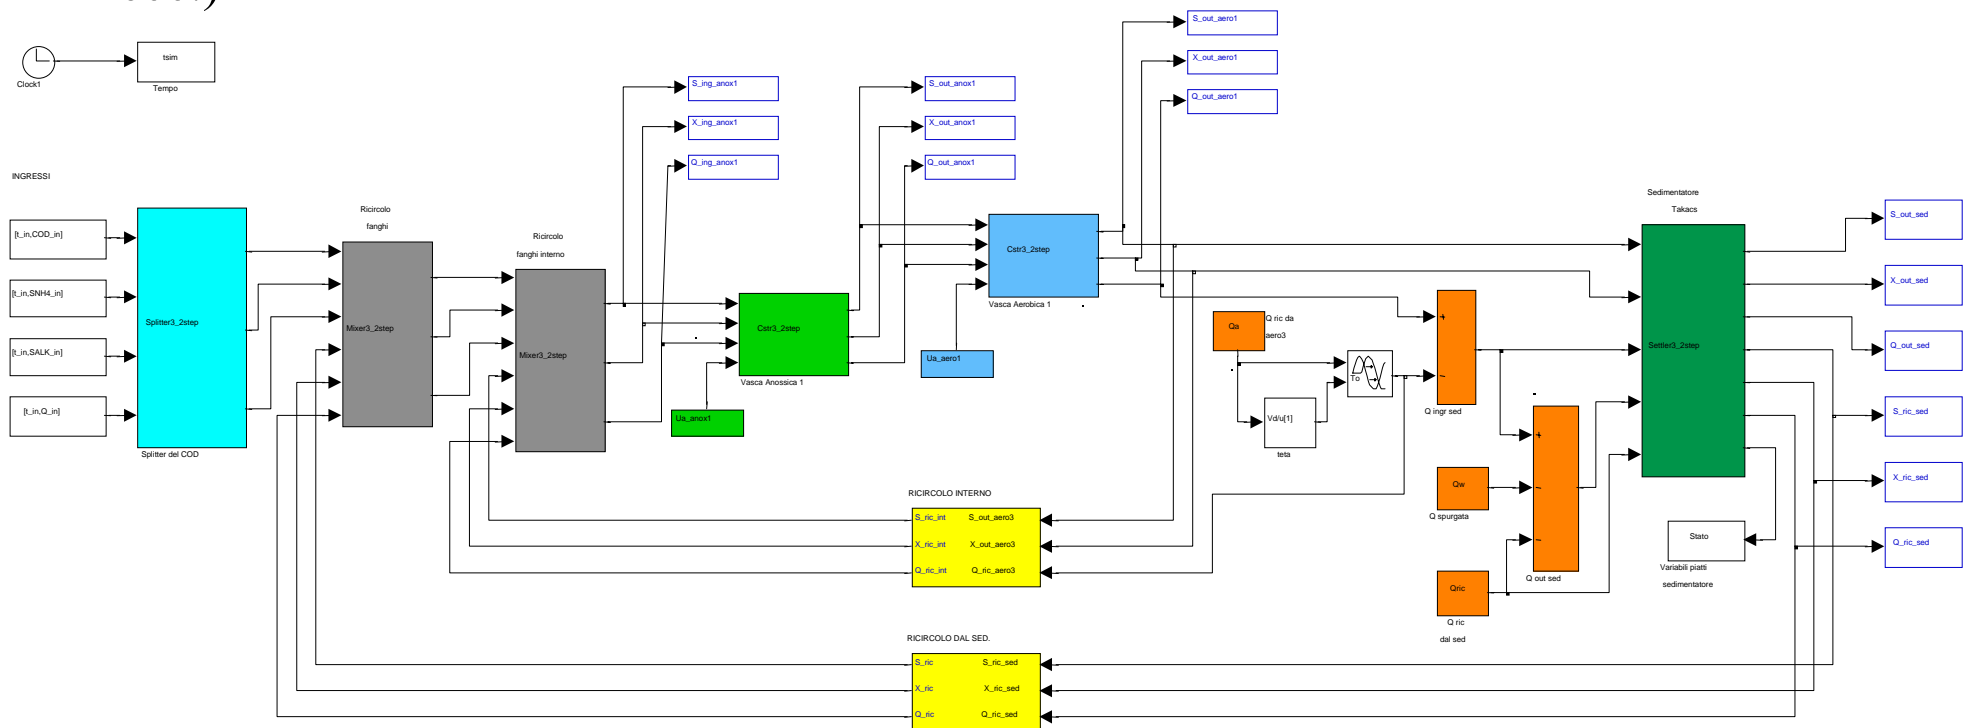 tsim
Clock1
Tempo
S_out_aero1
X_out_aero1
Q_out_aero1
S_ing_anox1
X_ing_anox1
Q_ing_anox1
S_out_anox1
X_out_anox1
Q_out_anox1
INGRESSI
[t_in,COD_in]
[t_in,SNH4_in]
[t_in,SALK_in]
[t_in,Q_in]
Splitter3_2step
Splitter del COD
Ricircolo
fanghi
Mixer3_2step
Ricircolo
fanghi interno
Mixer3_2step
Cstr3_2step
Vasca Anossica 1
Ua_anox1
Cstr3_2step
Vasca Aerobica 1
Ua_aero1
Qa
Q ric da
aero3
To
Vd/u[1]
teta
+
−
Q ingr sed
+
−
−
Q out sed
Qw
Q spurgata
Qric
Q ric
dal sed
Sedimentatore
Takacs
Settler3_2step
Stato
Variabili piatti
sedimentatore
S_out_sed
X_out_sed
Q_out_sed
S_ric_sed
X_ric_sed
Q_ric_sed
RICIRCOLO INTERNO
S_ric_int S_out_aero3
X_ric_int X_out_aero3
Q_ric_int Q_ric_aero3
RICIRCOLO DAL SED.
S_ric S_ric_sed
X_ric X_ric_sed
Q_ric Q_ric_sed